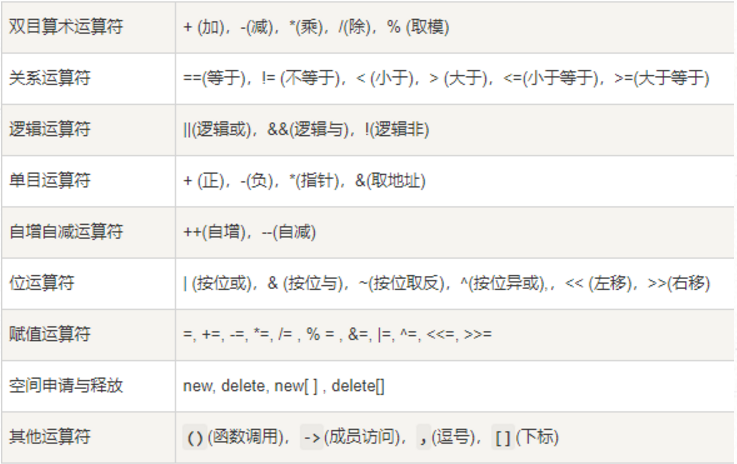 双目算术运算符 + (加)，-(减)，*(乘)，/(除)，% (取模)
关系运算符 ==(等于)，!= (不等于)，< (小于)，> (大于)，<=(小于等于)，>=(大于等于)
逻辑运算符 ||(逻辑或)，&&(逻辑与)，!(逻辑非)
单目运算符 + (正)，-(负)，*(指针)，&(取地址)
自增自减运算符 ++(自增)，--(自减)
位运算符 | (按位或)，& (按位与)，~(按位取反)，^(按位异或),，<< (左移)，>>(右移)
赋值运算符 =, +=, -=, *=, /= , % = , &=, |=, ^=, <<=, >>=
空间申请与释放 new, delete, new[ ] , delete[]
其他运算符 ()(函数调用)，->(成员访问)，,(逗号)，[](下标)